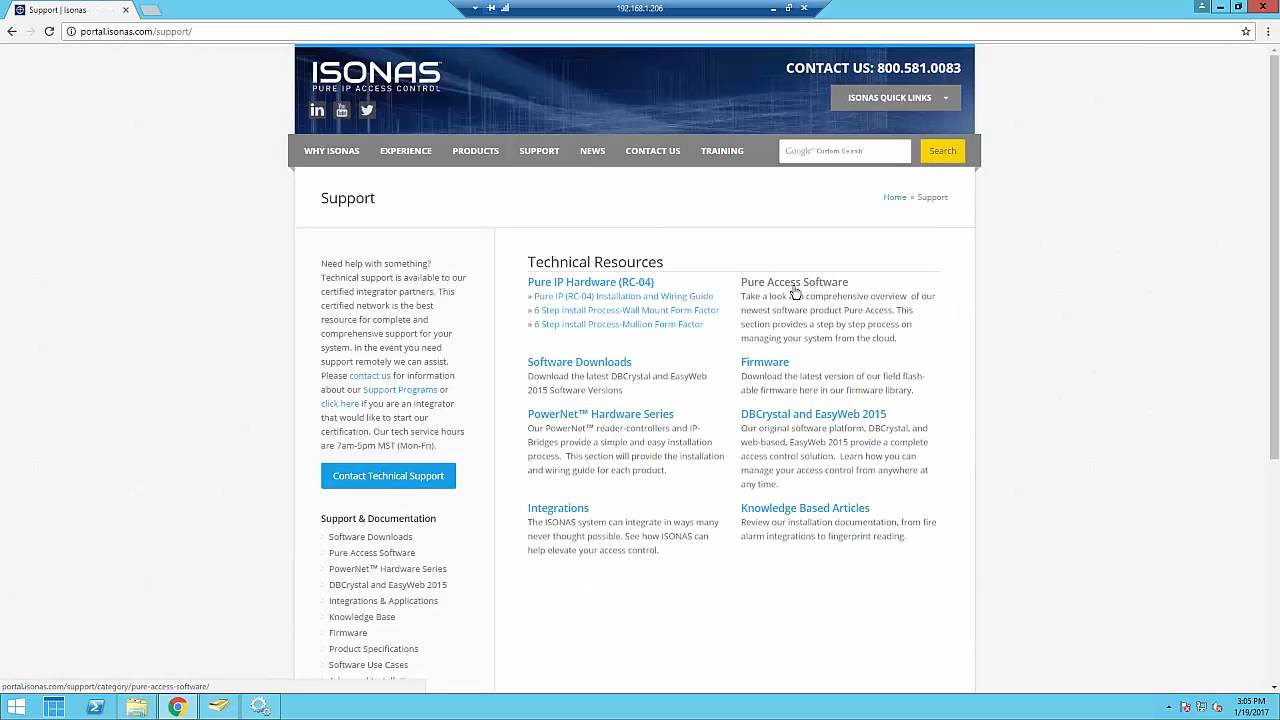 Support | Isonas
192.168.1.206
portal.isonas.com/support/
ISONAS
PURE IP ACCESS CONTROL
CONTACT US: 800.581.0083
ISONAS QUICK LINKS
in
You Tube
WHY ISONAS EXPERIENCE PRODUCTS SUPPORT NEWS CONTACT US TRAINING
Google™ Custom Search
Search
Support
Home » Support
Need help with something?
Technical support is available to our
certified integrator partners. This
certified network is the best
resource for complete and
comprehensive support for your
system. In the event you need
support remotely we can assist.
Please contact us for information
about our Support Programs or
click here if you are an integrator
that would like to start our
certification. Our tech service hours
are 7am-5pm MST (Mon-Fri).
Contact Technical Support
Support & Documentation
Software Downloads
Pure Access Software
PowerNet™ Hardware Series
DBCrystal and EasyWeb 2015
Integrations & Applications
Knowledge Base
Firmware
Product Specifications
Software Use Cases
Technical Resources
Pure IP Hardware (RC-04)
» Pure IP (RC-04) Installation and Wiring Guide
» 6 Step Install Process-Wall Mount Form Factor
» 6 Step Install Process-Mullion Form Factor
Pure Access Software
Take a look comprehensive overview of our
newest software product Pure Access. This
section provides a step by step process on
managing your system from the cloud.
Software Downloads
Download the latest DBCrystal and EasyWeb
2015 Software Versions
Firmware
Download the latest version of our field flash-
able firmware here in our firmware library.
PowerNet™ Hardware Series
Our PowerNet™ reader-controllers and IP-
Bridges provide a simple and easy installation
process. This section will provide the installation
and wiring guide for each product.
DBCrystal and EasyWeb 2015
Our original software platform, DBCrystal, and
web-based, EasyWeb 2015 provide a complete
access control solution. Learn how you can
manage your access control from anywhere at
any time.
Integrations
The ISONAS system can integrate in ways many
never thought possible. See how ISONAS can
help elevate your access control.
Knowledge Based Articles
Review our installation documentation, from fire
alarm integrations to fingerprint reading.
portal.isonas.com/support/category/pure-access-software/
3:05 PM
1/19/2017